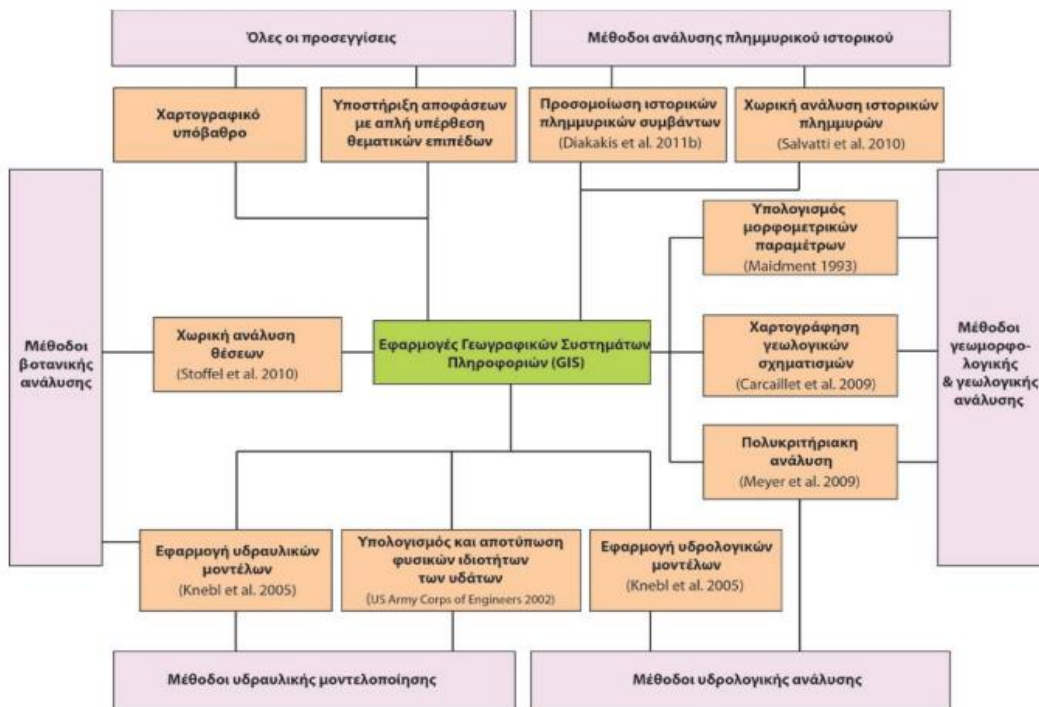 Όλες οι προσεγγίσεις
Μέθοδοι ανάλυσης πλημμυρικού ιστορικού
Χαρτογραφικό
υπόβαθρο
Υποστήριξη αποφάσεων
με απλή υπέρθεση
θεματικών επιπέδων
Προσομοίωση ιστορικών
πλημμυρικών συμβάντων
(Diakakis et al. 2011b)
Χωρική ανάλυση ιστορικών
πλημμυρών
(Salvatti et al. 2010)
Υπολογισμός
μορφομετρικών
παραμέτρων
(Maidment 1993)
Μέθοδοι
βοτανικής
ανάλυσης
Χωρική ανάλυση
θέσεων
(Stoffel et al. 2010)
Εφαρμογές Γεωγραφικών Συστημάτων
Πληροφοριών (GIS)
Χαρτογράφηση
γεωλογικών
σχηματισμών
(Carcaillet et al. 2009)
Μέθοδοι
γεωμορφο-
λογικής
& γεωλογικής
ανάλυσης
Πολυκριτήριακη
ανάλυση
(Meyer et al. 2009)
Εφαρμογή υδραυλικών
μοντέλων
(Knebl et al. 2005)
Υπολογισμός και αποτύπωση
φυσικών ιδιοτήτων
των υδάτων
(US Army Corps of Engineers 2002)
Εφαρμογή υδρολογικών
μοντέλων
(Knebl et al. 2005)
Μέθοδοι υδραυλικής μοντελοποίησης
Μέθοδοι υδρολογικής ανάλυσης